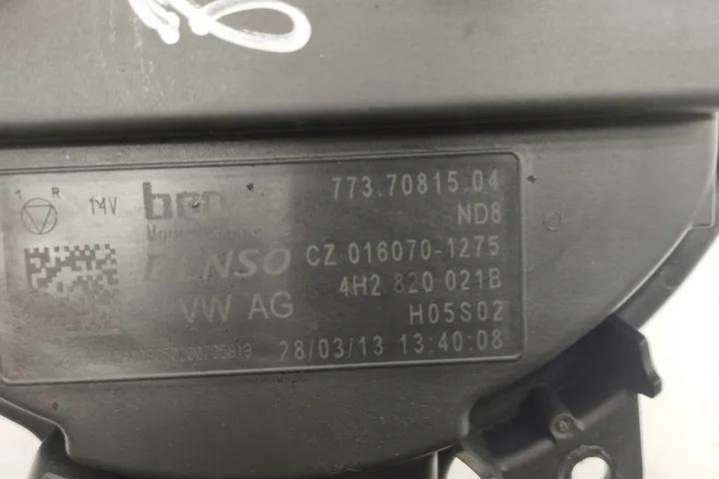 R 14V 773.70815.04
ND8
DENSO CZ 016070-1275
4H2 820 021B
VW AG H05S02
28/03/13 13:40:08